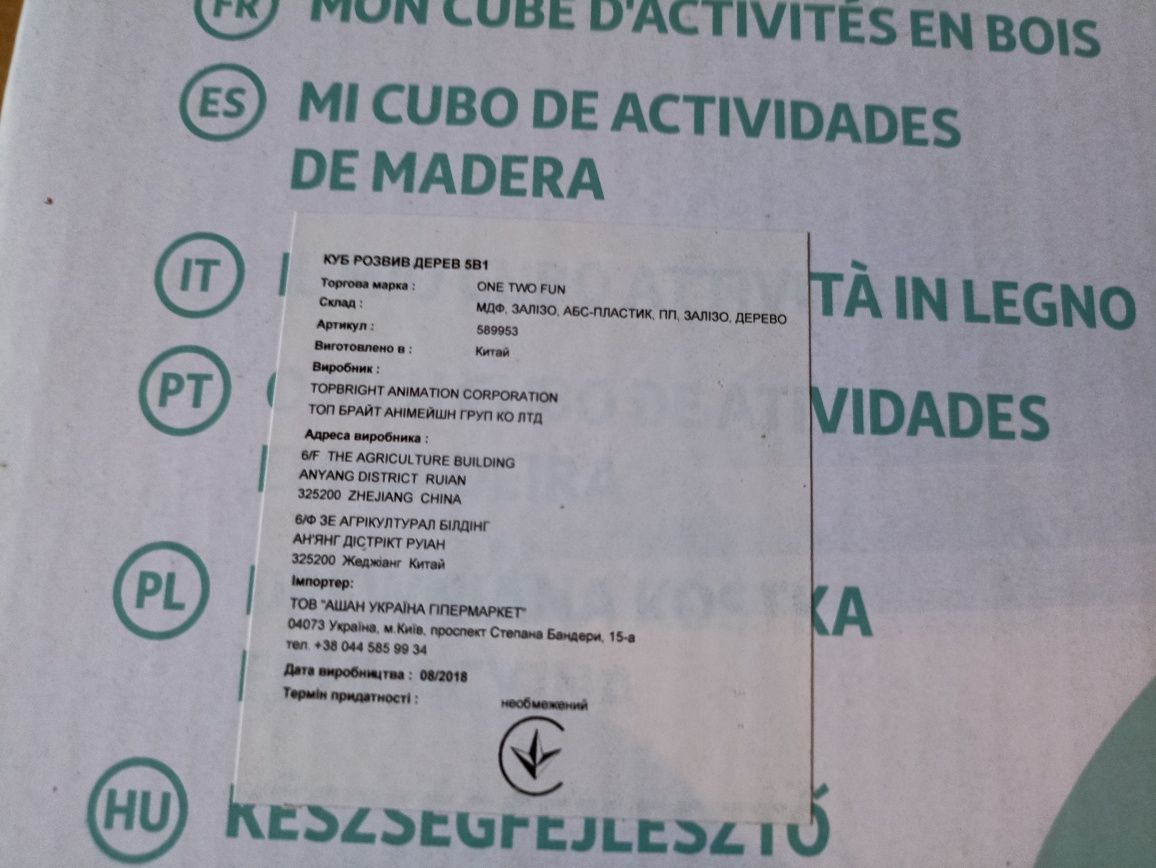 FR MON CUBE D'ACTIVITÉS EN BOIS
ES MI CUBO DE ACTIVIDADES
DE MADERA
IT TÀ IN LEGNO
PT VIDADES
PL KA
HU KÉSZSÉGFEJLESZTŐ
КУБ РОЗВИВ ДЕРЕВ 5В1
Торгова марка : ONE TWO FUN
Склад : МДФ, ЗАЛІЗО, АБС-ПЛАСТИК, ПП, ЗАЛІЗО, ДЕРЕВО
Артикул : 589953
Виготовлено в : Китай
Виробник :
TOPBRIGHT ANIMATION CORPORATION
ТОП БРАЙТ АНІМЕЙШН ГРУП КО ЛТД
Адреса виробника :
6/F THE AGRICULTURE BUILDING
ANYANG DISTRICT RUIAN
325200 ZHEJIANG CHINA
6/Ф ЗЕ АГРІКУЛТУРАЛ БІЛДІНГ
АН'ЯНГ ДІСТРІКТ РУІАН
325200 Жеджіанг Китай
Імпортер:
ТОВ "АШАН УКРАЇНА ГІПЕРМАРКЕТ"
04073 Україна, м.Київ, проспект Степана Бандери, 15-а
тел. +38 044 585 99 34
Дата виробництва : 08/2018
Термін придатності : необмежений